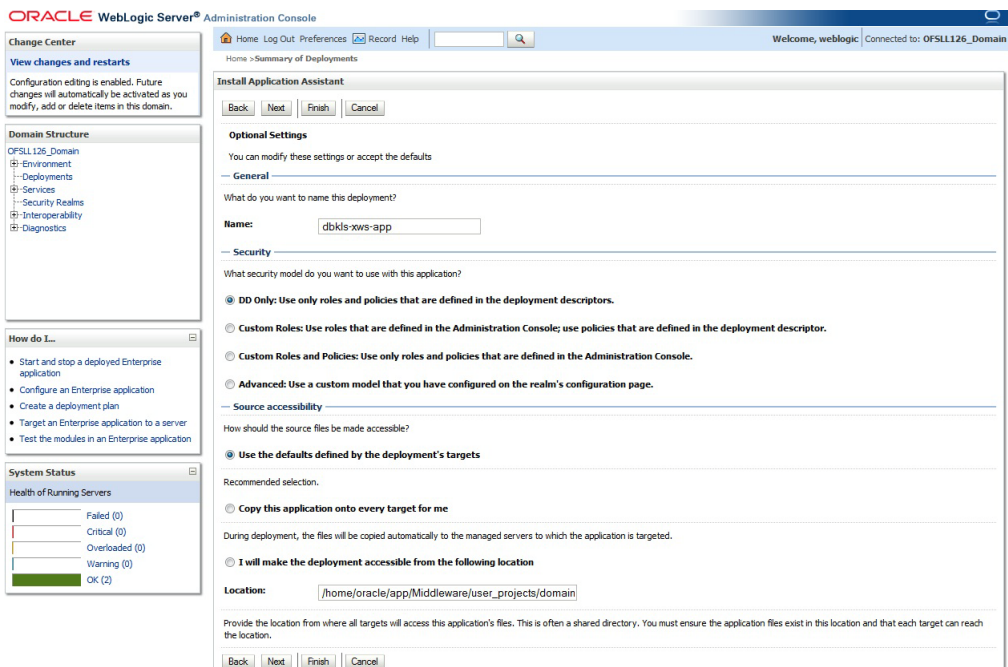 ORACLE WebLogic Server® Administration Console
Change Center
View changes and restarts
Configuration editing is enabled. Future
changes will automatically be activated as you
modify, add or delete items in this domain.
Domain Structure
OFSLL126_Domain
Environment
Deployments
Services
Security Realms
Interoperability
Diagnostics
How do I...
Start and stop a deployed Enterprise
application
Configure an Enterprise application
Create a deployment plan
Target an Enterprise application to a server
Test the modules in an Enterprise application
System Status
Health of Running Servers
Failed (0)
Critical (0)
Overloaded (0)
Warning (0)
OK (2)
Home Log Out Preferences Record Help
Welcome, weblogic Connected to: OFSLL126_Domain
Home >Summary of Deployments
Install Application Assistant
Back Next Finish Cancel
Optional Settings
You can modify these settings or accept the defaults
General
What do you want to name this deployment?
Name: dbkls-xws-app
Security
What security model do you want to use with this application?
DD Only: Use only roles and policies that are defined in the deployment descriptors.
Custom Roles: Use roles that are defined in the Administration Console; use policies that are defined in the deployment descriptor.
Custom Roles and Policies: Use only roles and policies that are defined in the Administration Console.
Advanced: Use a custom model that you have configured on the realm's configuration page.
Source accessibility
How should the source files be made accessible?
Use the defaults defined by the deployment's targets
Recommended selection.
Copy this application onto every target for me
During deployment, the files will be copied automatically to the managed servers to which the application is targeted.
I will make the deployment accessible from the following location
Location: /home/oracle/app/Middleware/user_projects/domain
Provide the location from where all targets will access this application's files. This is often a shared directory. You must ensure the application files exist in this location and that each target can reach
the location.
Back Next Finish Cancel